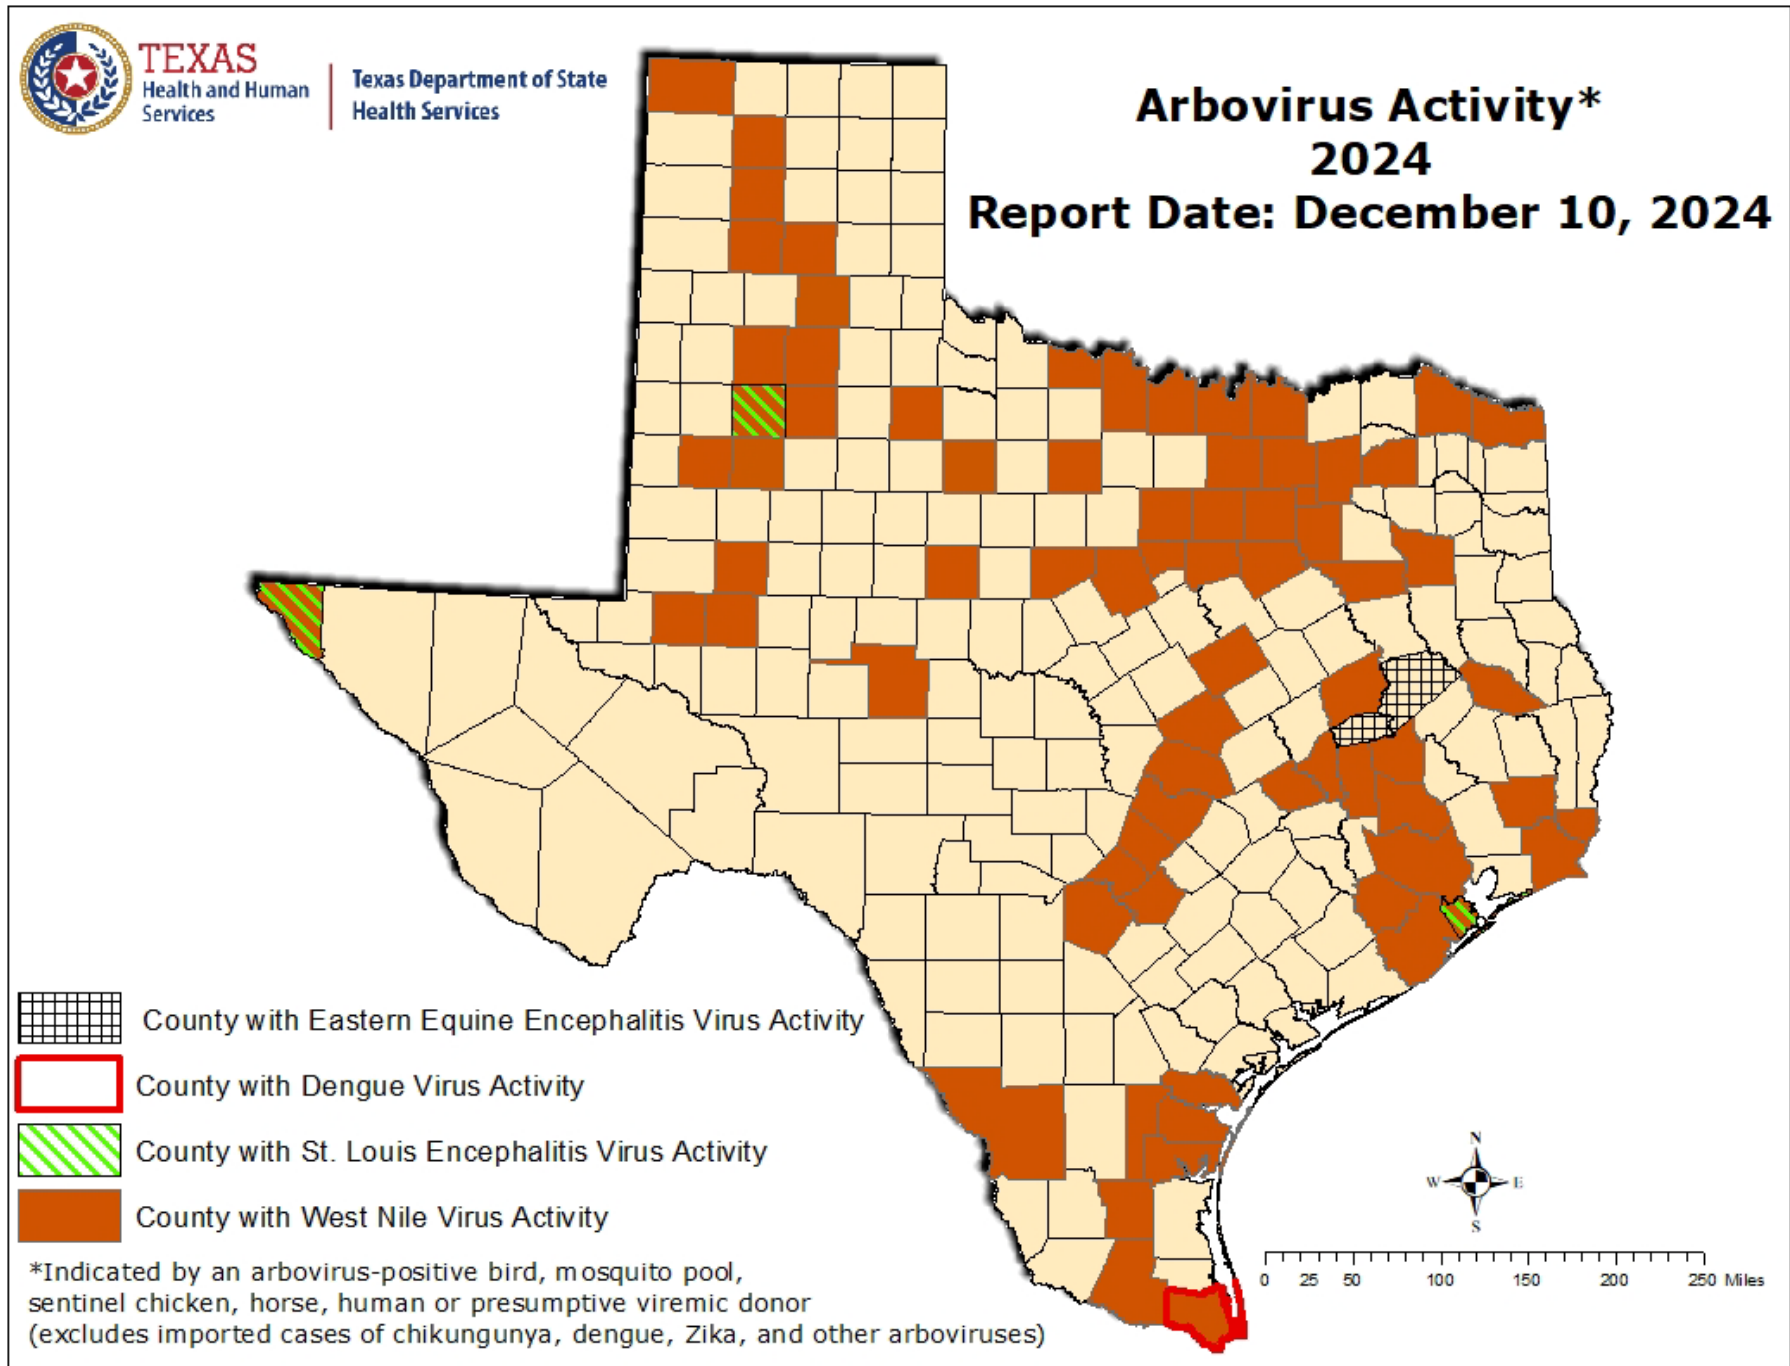 TEXAS
Health and Human
Services
Texas Department of State
Health Services
Arbovirus Activity*
2024
Report Date: December 10, 2024
County with Eastern Equine Encephalitis Virus Activity
County with Dengue Virus Activity
County with St. Louis Encephalitis Virus Activity
County with West Nile Virus Activity
*Indicated by an arbovirus-positive bird, mosquito pool,
sentinel chicken, horse, human or presumptive viremic donor
(excludes imported cases of chikungunya, dengue, Zika, and other arboviruses)
N
W E
S
0 25 50 100 150 200 250 Miles